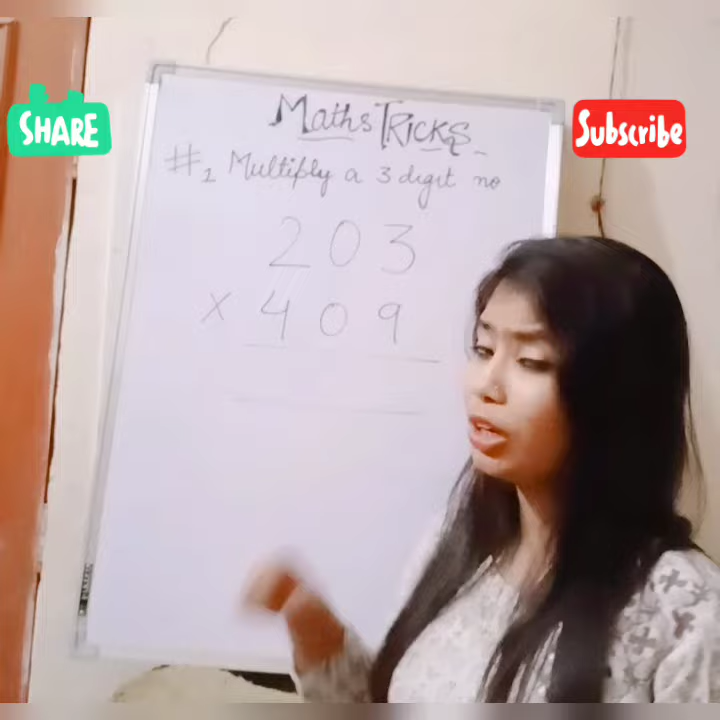 SHARE
Subscribe
Maths TRICKS
#1 Multiply a 3 digit no
203
× 409